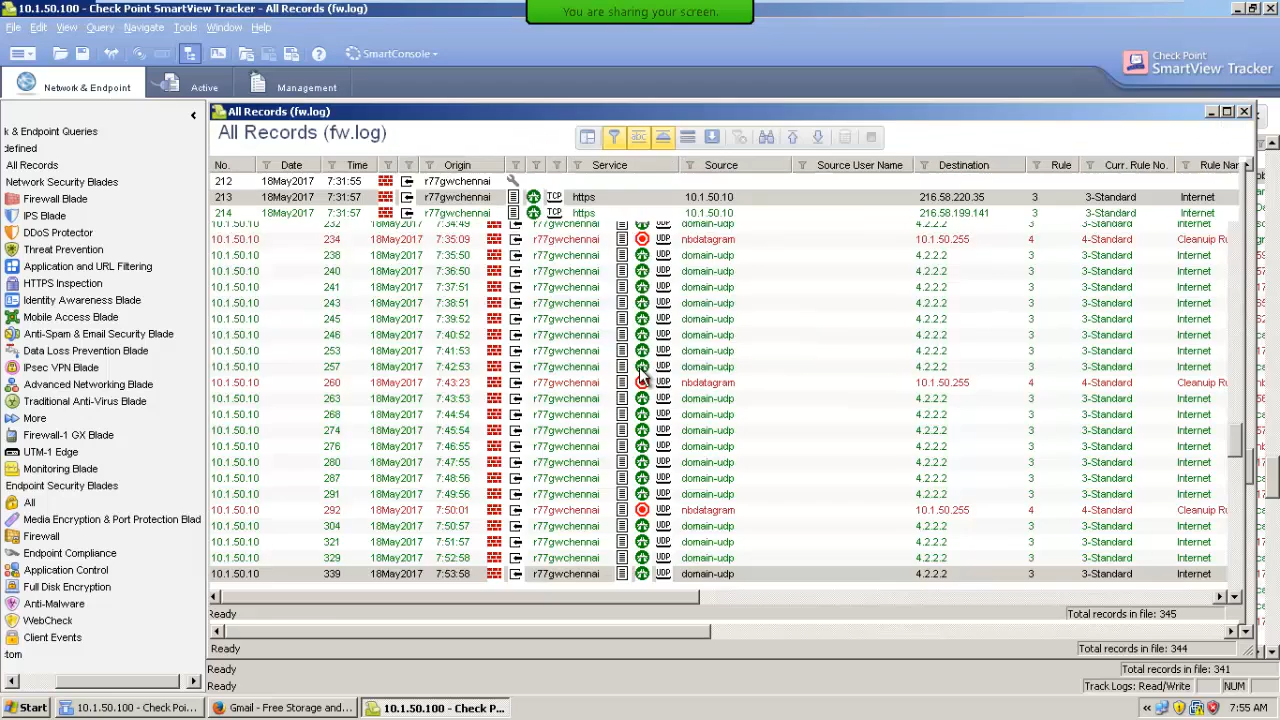 10.1.50.100 - Check Point SmartView Tracker - All Records (fw.log)
You are sharing your screen.
File Edit View Query Navigate Tools Window Help
SmartConsole
Check Point
SmartView Tracker
Network & Endpoint Active Management
All Records (fw.log)
All Records (fw.log)
k & Endpoint Queries
defined
All Records
Network Security Blades
Firewall Blade
IPS Blade
DDoS Protector
Threat Prevention
Application and URL Filtering
HTTPS Inspection
Identity Awareness Blade
Mobile Access Blade
Anti-Spam & Email Security Blade
Data Loss Prevention Blade
IPsec VPN Blade
Advanced Networking Blade
Traditional Anti-Virus Blade
More
Firewall-1 GX Blade
UTM-1 Edge
Monitoring Blade
Endpoint Security Blades
All
Media Encryption & Port Protection Blad
Firewall
Endpoint Compliance
Application Control
Full Disk Encryption
Anti-Malware
WebCheck
Client Events
tom
No. Date Time Origin Service Source Source User Name Destination Rule Curr. Rule No. Rule Nar
212 18May2017 7:31:55 r77gwchennai
213 18May2017 7:31:57 r77gwchennai TCP https 10.1.50.10 216.58.220.35 3 3-Standard Internet
214 18May2017 7:31:57 r77gwchennai TCP https 10.1.50.10 216.58.199.141 3 3-Standard Internet
10.1.50.10 232 18May2017 7:34:49 r77gwchennai UDP domain-udp 4.2.2.2 3 3-Standard Internet
10.1.50.10 234 18May2017 7:35:09 r77gwchennai UDP nbdatagram 10.1.50.255 4 4-Standard Cleanuip Ru
10.1.50.10 238 18May2017 7:35:50 r77gwchennai UDP domain-udp 4.2.2.2 3 3-Standard Internet
10.1.50.10 240 18May2017 7:36:50 r77gwchennai UDP domain-udp 4.2.2.2 3 3-Standard Internet
10.1.50.10 241 18May2017 7:37:51 r77gwchennai UDP domain-udp 4.2.2.2 3 3-Standard Internet
10.1.50.10 243 18May2017 7:38:51 r77gwchennai UDP domain-udp 4.2.2.2 3 3-Standard Internet
10.1.50.10 245 18May2017 7:39:52 r77gwchennai UDP domain-udp 4.2.2.2 3 3-Standard Internet
10.1.50.10 246 18May2017 7:40:52 r77gwchennai UDP domain-udp 4.2.2.2 3 3-Standard Internet
10.1.50.10 253 18May2017 7:41:53 r77gwchennai UDP domain-udp 4.2.2.2 3 3-Standard Internet
10.1.50.10 257 18May2017 7:42:53 r77gwchennai UDP domain-udp 4.2.2.2 3 3-Standard Internet
10.1.50.10 260 18May2017 7:43:23 r77gwchennai UDP nbdatagram 10.1.50.255 4 4-Standard Cleanuip Ru
10.1.50.10 263 18May2017 7:43:53 r77gwchennai UDP domain-udp 4.2.2.2 3 3-Standard Internet
10.1.50.10 268 18May2017 7:44:54 r77gwchennai UDP domain-udp 4.2.2.2 3 3-Standard Internet
10.1.50.10 274 18May2017 7:45:54 r77gwchennai UDP domain-udp 4.2.2.2 3 3-Standard Internet
10.1.50.10 276 18May2017 7:46:55 r77gwchennai UDP domain-udp 4.2.2.2 3 3-Standard Internet
10.1.50.10 280 18May2017 7:47:55 r77gwchennai UDP domain-udp 4.2.2.2 3 3-Standard Internet
10.1.50.10 287 18May2017 7:48:56 r77gwchennai UDP domain-udp 4.2.2.2 3 3-Standard Internet
10.1.50.10 291 18May2017 7:49:56 r77gwchennai UDP domain-udp 4.2.2.2 3 3-Standard Internet
10.1.50.10 292 18May2017 r77gwchennai UDP nbdatagram 10.1.50.255 4 4-Standard Cleanuip Ru
10.1.50.10 304 18May2017 7:50:57 r77gwchennai UDP domain-udp 4.2.2.2 3 3-Standard Internet
10.1.50.10 321 18May2017 7:51:57 r77gwchennai UDP domain-udp 4.2.2.2 3 3-Standard Internet
10.1.50.10 329 18May2017 7:52:58 r77gwchennai UDP domain-udp 4.2.2.2 3 3-Standard Internet
10.1.50.10 339 18May2017 7:53:58 r77gwchennai UDP domain-udp 4.2.2.2 3 3-Standard Internet
Ready Total records in file: 345
Ready Total records in file: 344
Ready Total records in file: 341
Ready Track Logs: Read/Write NUM
Start 10.1.50.100 - Check Poi... Gmail - Free Storage and... 10.1.50.100 - Check P... 7:55 AM